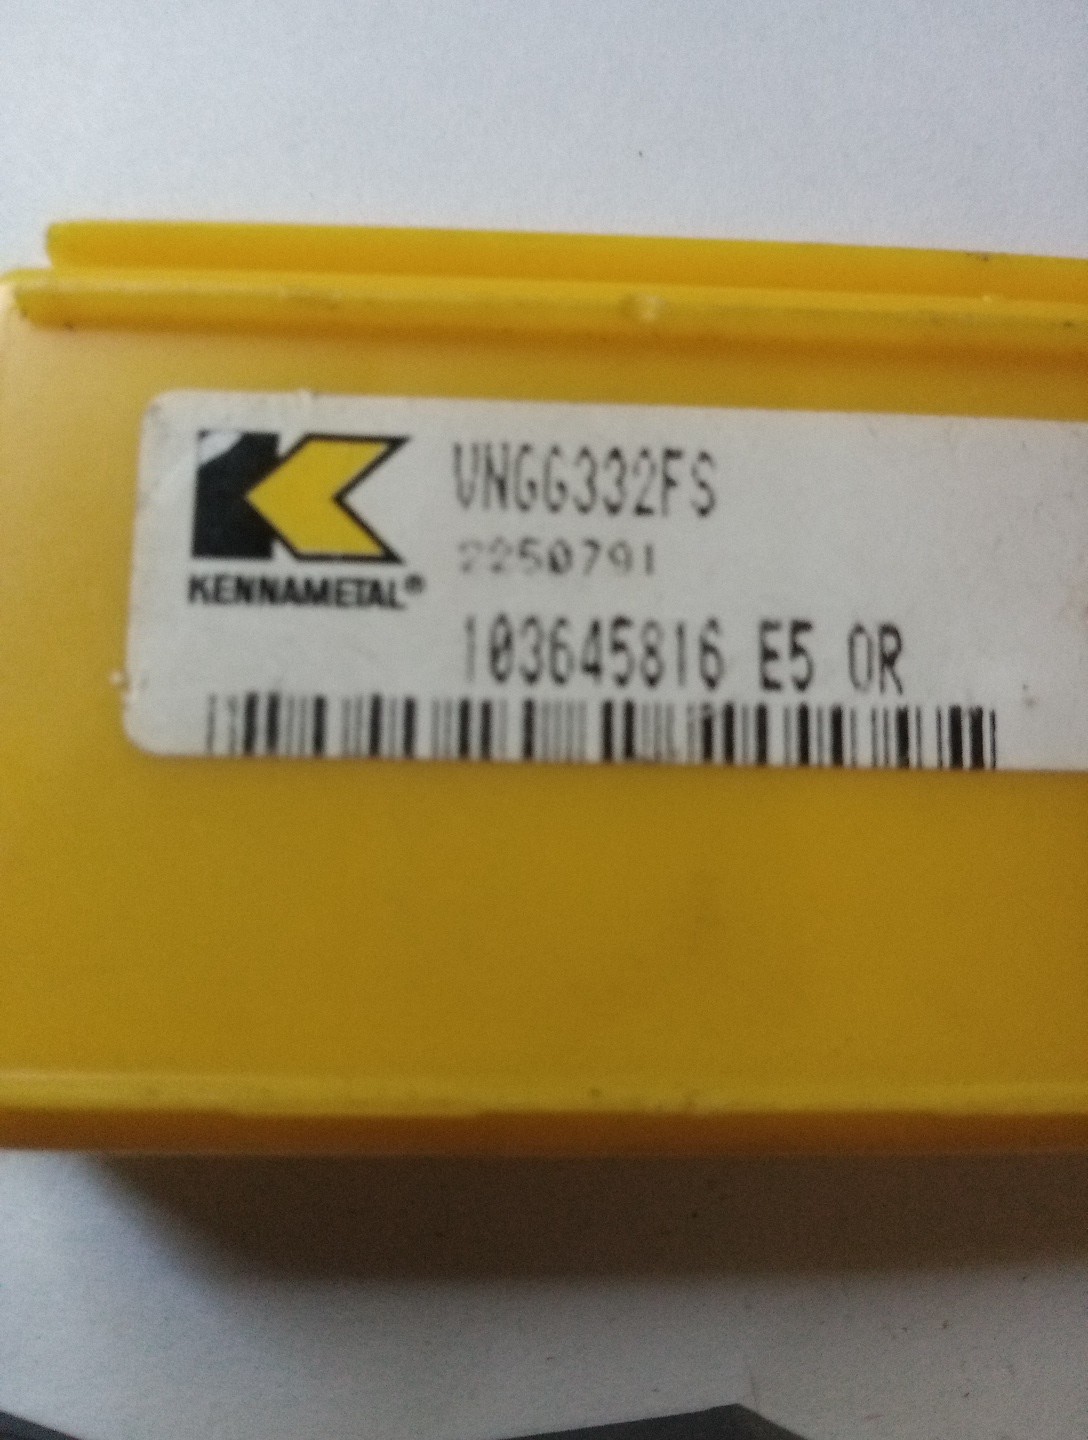 VNGG332FS
2250791
KENNAMETAL®
103645816 E5 OR